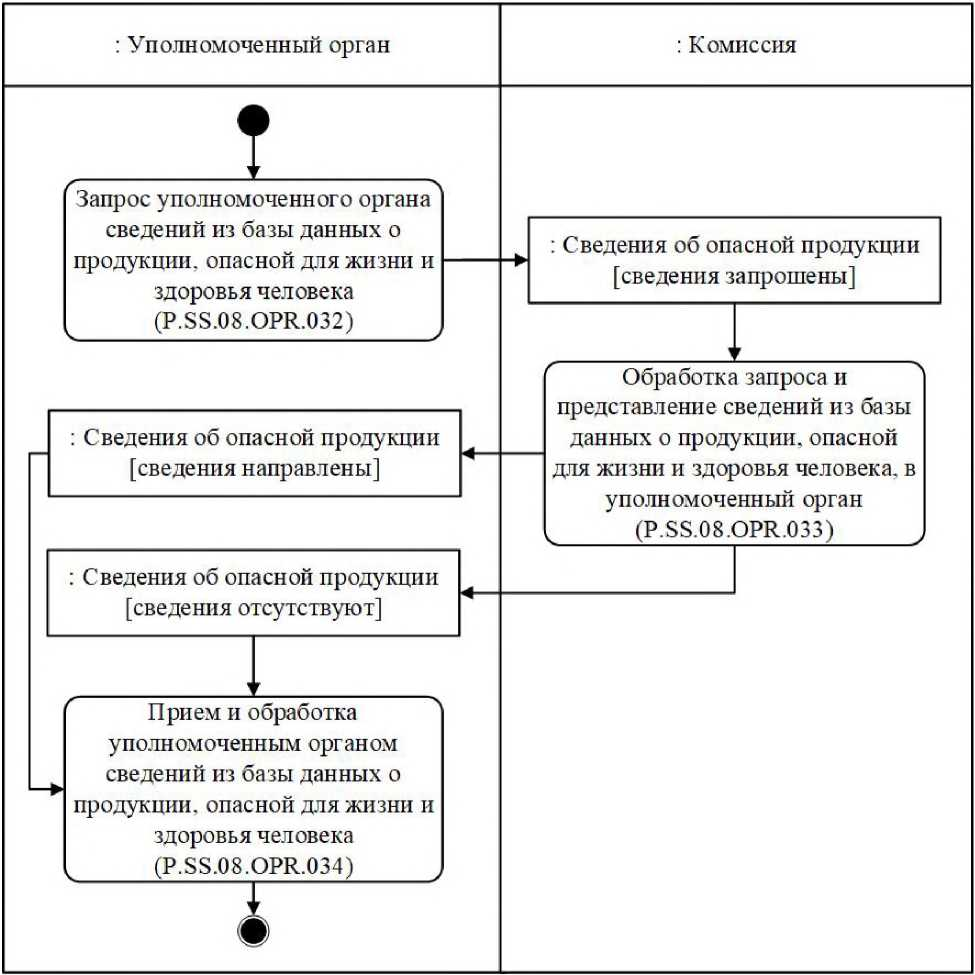 : Уполномоченный орган
: Комиссия
Запрос уполномоченного органа
сведений из базы данных о
продукции, опасной для жизни и
здоровья человека
(P.SS.08.OPR.032)
: Сведения об опасной продукции
[сведения запрошены]
Обработка запроса и
представление сведений из базы
данных о продукции, опасной
для жизни и здоровья человека, в
уполномоченный орган
(P.SS.08.OPR.033)
: Сведения об опасной продукции
[сведения направлены]
: Сведения об опасной продукции
[сведения отсутствуют]
Прием и обработка
уполномоченным органом
сведений из базы данных о
продукции, опасной для жизни и
здоровья человека
(P.SS.08.OPR.034)